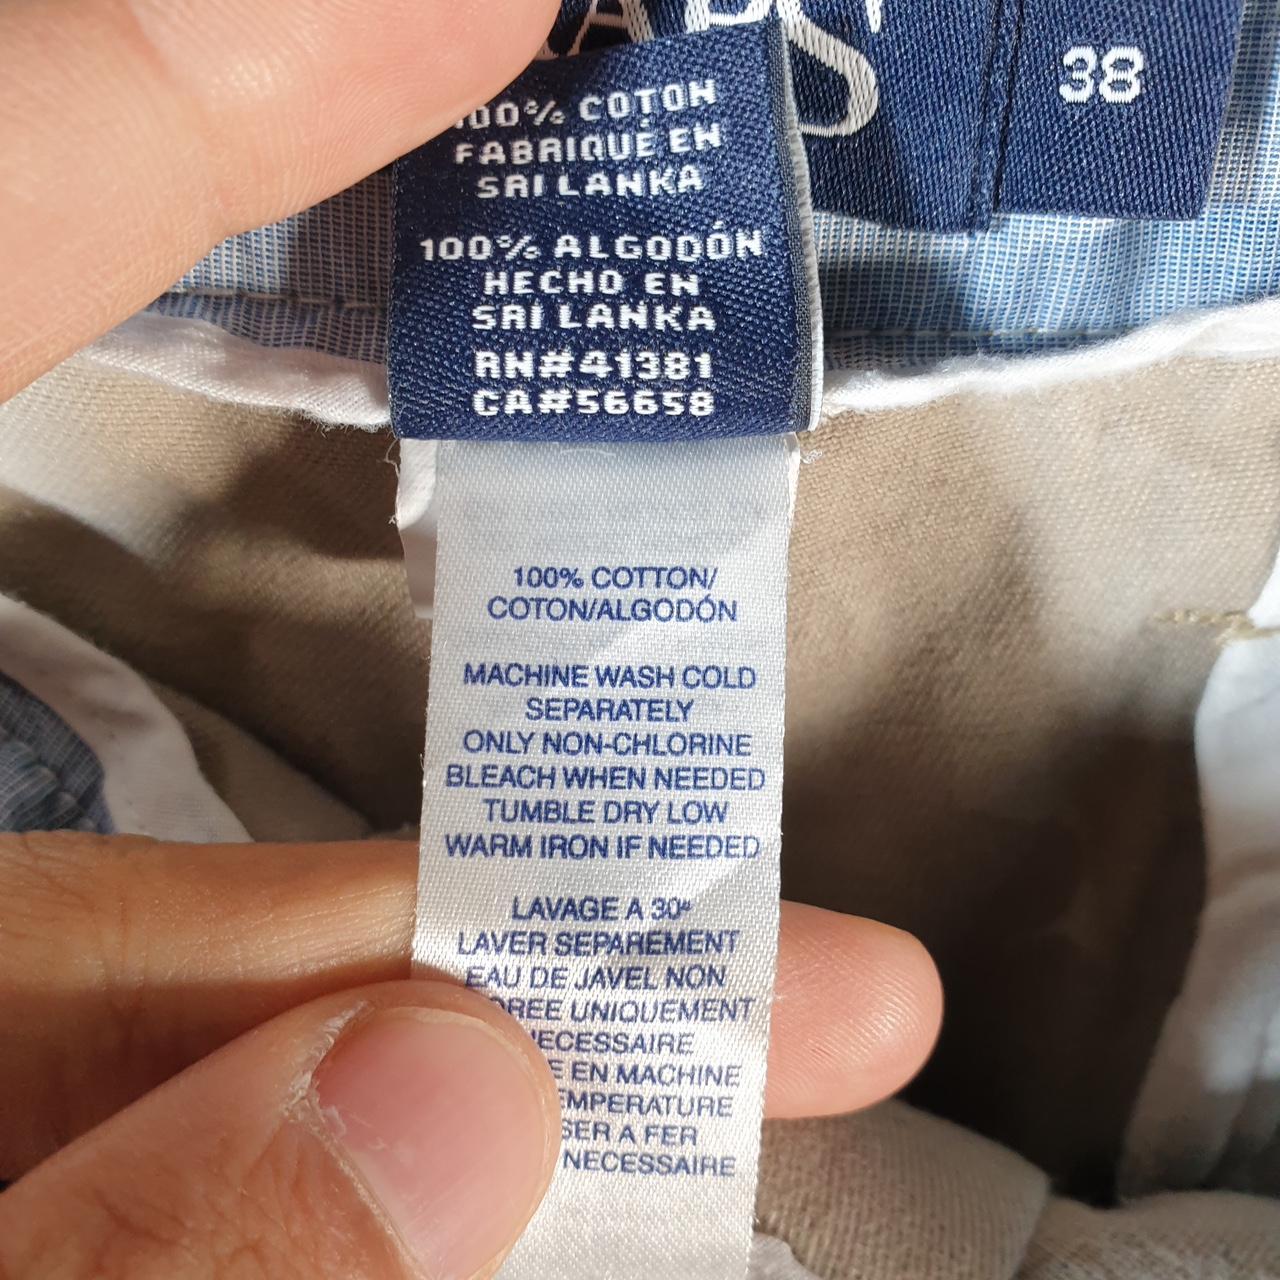 38
100% COTON
FABRIQUÉ EN
SRI LANKA
100% ALGODÓN
HECHO EN
SRI LANKA
RN#41381
CA#56658
100% COTTON/
COTON/ALGODÓN
MACHINE WASH COLD
SEPARATELY
ONLY NON-CHLORINE
BLEACH WHEN NEEDED
TUMBLE DRY LOW
WARM IRON IF NEEDED
LAVAGE A 30°
LAVER SEPAREMENT
EAU DE JAVEL NON
UNIQUEMENT
EN MACHINE
A FER
NECESSAIRE